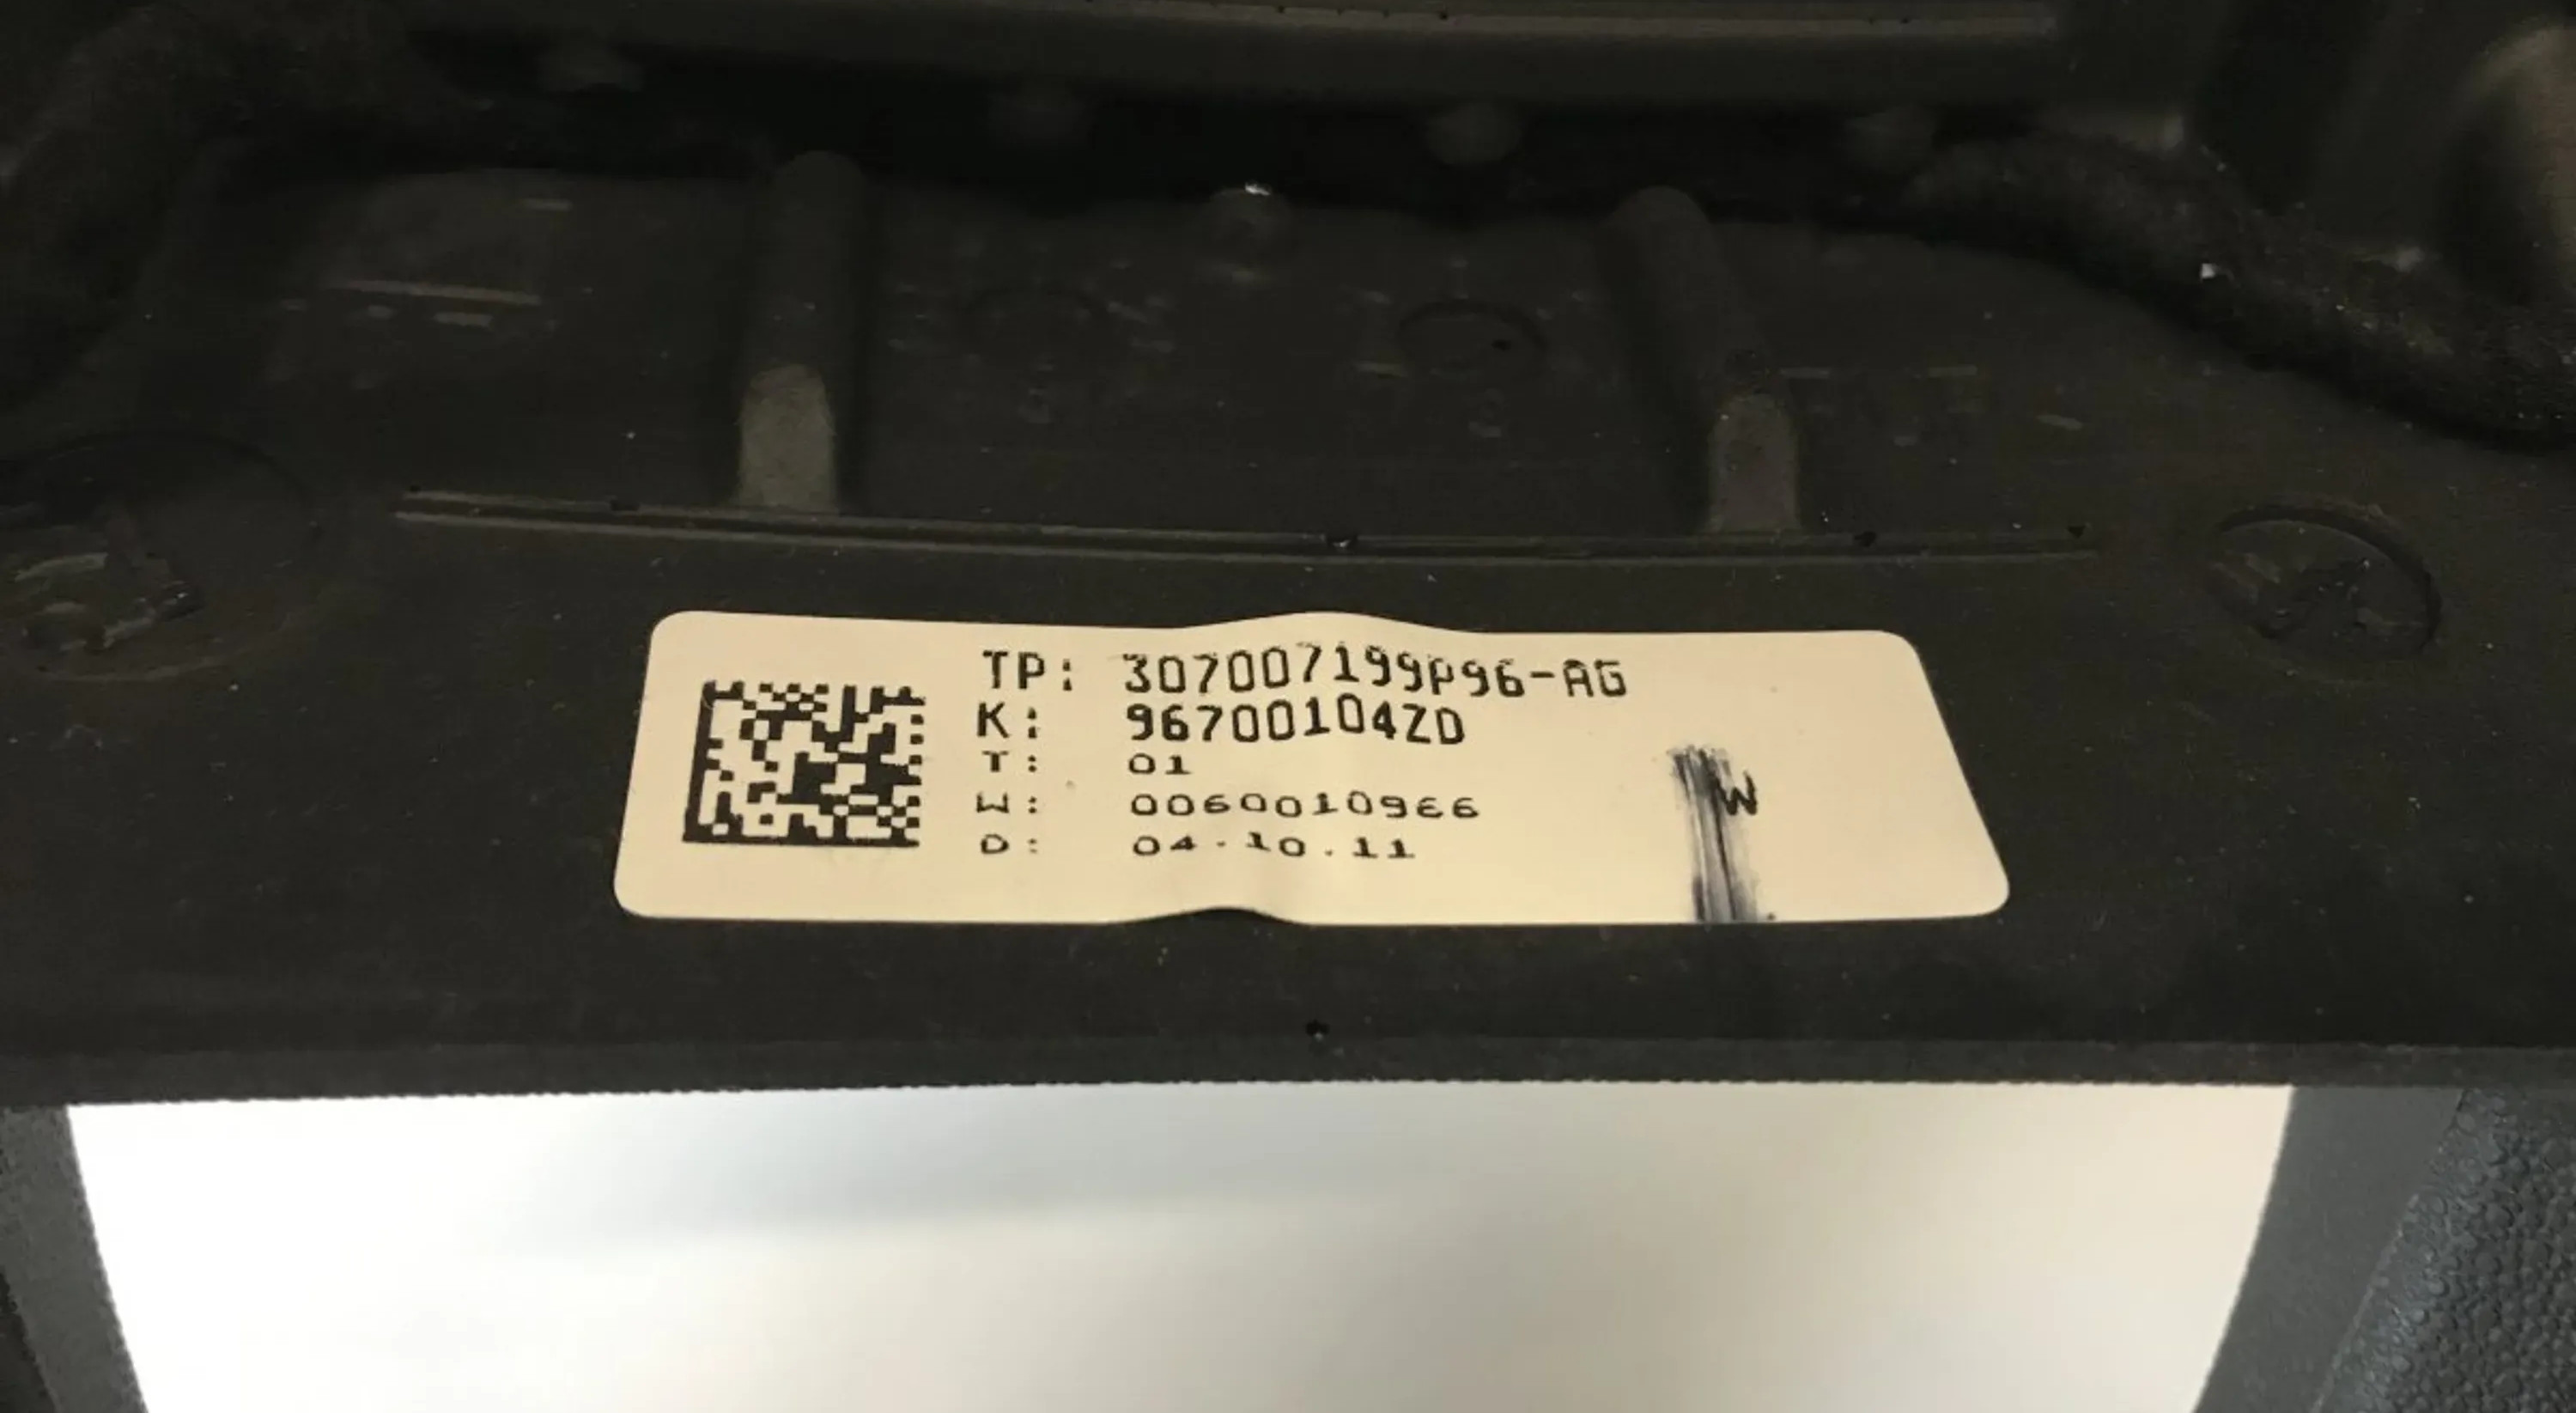 TP: 307007199P96-AG
K: 96700104ZD
T: 01
W: 0060010966
D: 04.10.11
W